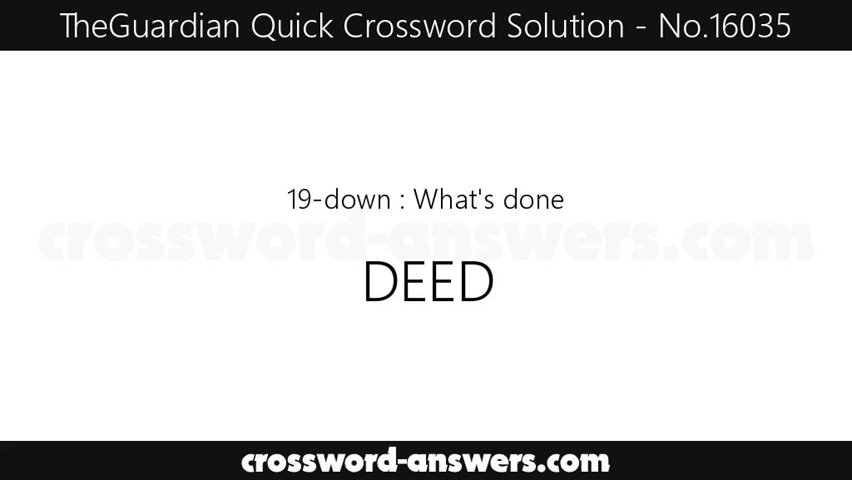 TheGuardian Quick Crossword Solution - No.16035
19-down : What's done
crossword-answers.com
DEED
crossword-answers.com